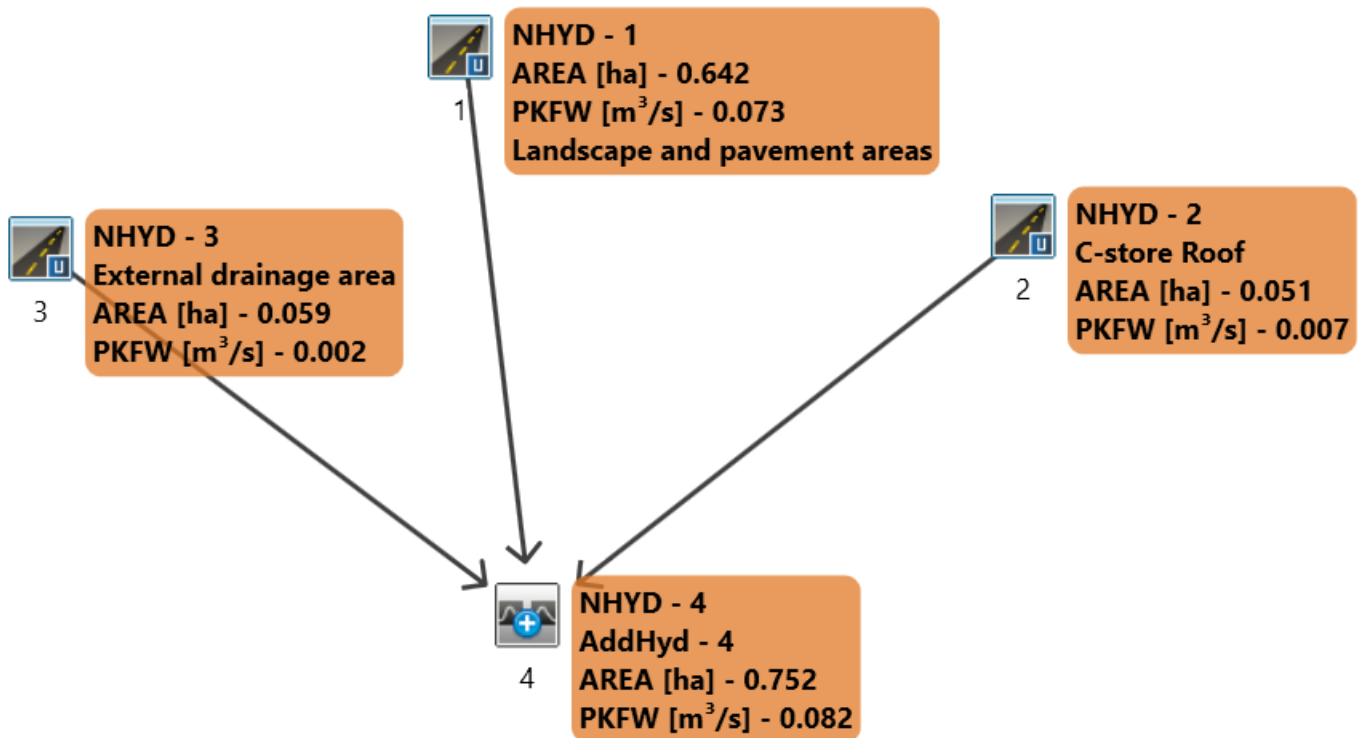 NHYD - 1
AREA [ha] - 0.642
PKFW [m³/s] - 0.073
Landscape and pavement areas
U
1
NHYD - 3
External drainage area
AREA [ha] - 0.059
PKFW [m³/s] - 0.002
U
3
NHYD - 2
C-store Roof
AREA [ha] - 0.051
PKFW [m³/s] - 0.007
U
2
NHYD - 4
AddHyd - 4
AREA [ha] - 0.752
PKFW [m³/s] - 0.082
4